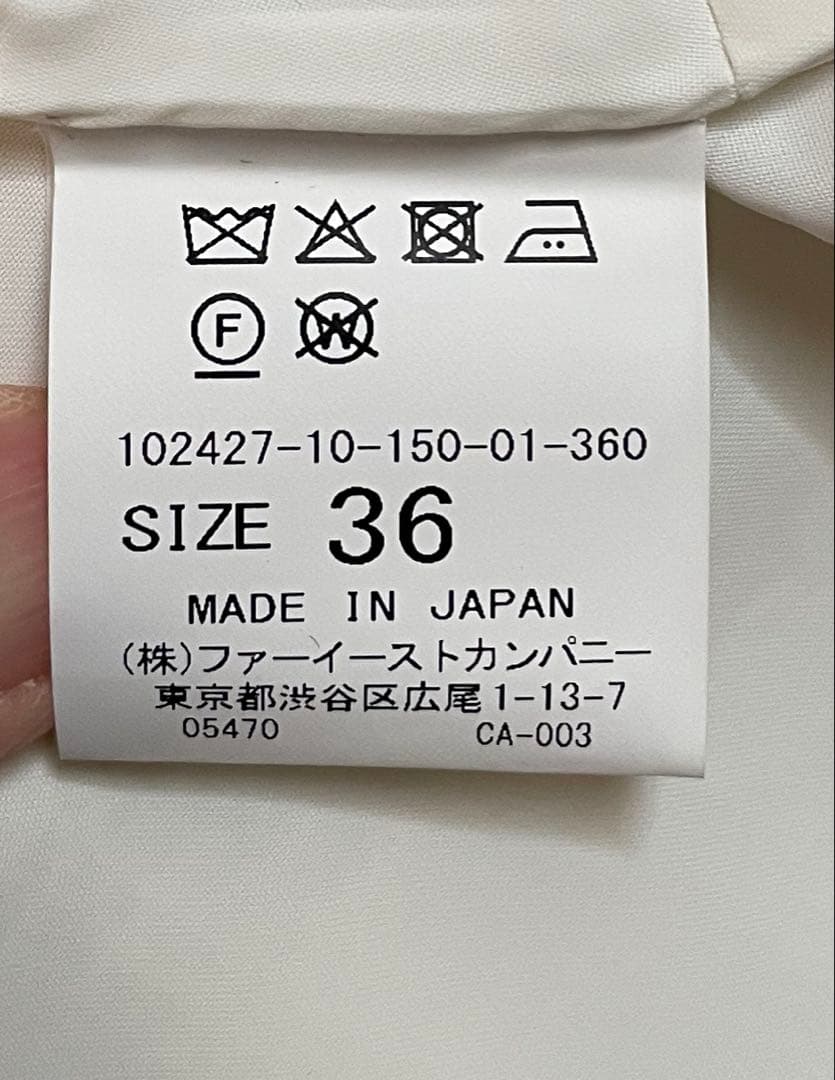 F W
102427-10-150-01-360
SIZE 36
MADE IN JAPAN
(株)ファーイーストカンパニー
東京都渋谷区広尾1-13-7
05470 CA-003